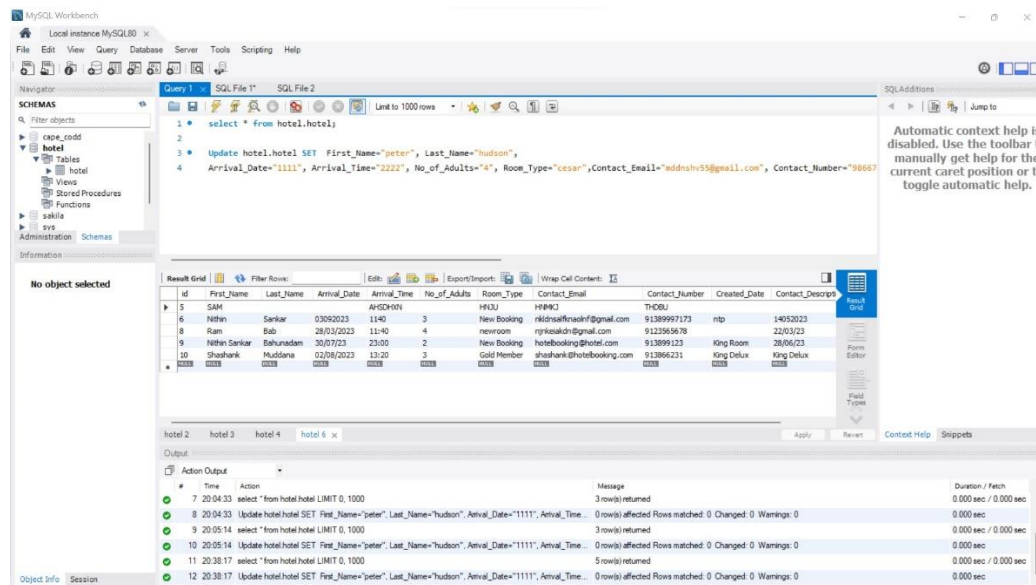 MySQL Workbench
Local instance MySQL80 ×
File Edit View Query Database Server Tools Scripting Help
Navigator
SCHEMAS
Filter objects
cape_codd
hotel
Tables
hotel
Views
Stored Procedures
Functions
sakila
sys
Administration Schemas
Information
No object selected
Query 1 × SQL File 1* SQL File 2
Limit to 1000 rows
1 select * from hotel.hotel;
2
3 Update hotel.hotel SET First_Name="peter", Last_Name="hudson",
4 Arrival_Date="1111", Arrival_Time="2222", No_of_Adults="4", Room_Type="cesar",Contact_Email="mddnshv55@gmail.com", Contact_Number="98667
Result Grid Filter Rows: Edit: Export/Import: Wrap Cell Content:
id First_Name Last_Name Arrival_Date Arrival_Time No_of_Adults Room_Type Contact_Email Contact_Number Created_Date Contact_Descripti
5 SAM AHSDHXN HNJU HNMKJ THDBU
6 Nithin Sankar 03092023 1140 3 New Booking nkldnsalfknaolnf@gmail.com 91389997173 ntp 14052023
8 Ram Bab 28/03/2023 11:40 4 newroom njnkeiakdn@gmail.com 9123565678 22/03/23
9 Nithin Sankar Bahunadam 30/07/23 23:00 2 New Booking hotelbooking@hotel.com 913899123 King Room 28/06/23
10 Shashank Muddana 02/08/2023 13:20 3 Gold Member shashank@hotelbooking.com 913866231 King Delux King Delux
NULL NULL NULL NULL NULL NULL NULL NULL NULL NULL NULL
Result Grid
Form Editor
Field Types
hotel 2 hotel 3 hotel 4 hotel 6 × Apply Revert
SQLAdditions
Jump to
Automatic context help is
disabled. Use the toolbar t
manually get help for the
current caret position or t
toggle automatic help.
Context Help Snippets
Output
Action Output
# Time Action Message Duration / Fetch
7 20:04:33 select * from hotel.hotel LIMIT 0, 1000 3 row(s) returned 0.000 sec / 0.000 sec
8 20:04:33 Update hotel.hotel SET First_Name="peter", Last_Name="hudson", Arrival_Date="1111", Arrival_Time... 0 row(s) affected Rows matched: 0 Changed: 0 Warnings: 0 0.000 sec
9 20:05:14 select * from hotel.hotel LIMIT 0, 1000 3 row(s) returned 0.000 sec / 0.000 sec
10 20:05:14 Update hotel.hotel SET First_Name="peter", Last_Name="hudson", Arrival_Date="1111", Arrival_Time... 0 row(s) affected Rows matched: 0 Changed: 0 Warnings: 0 0.000 sec
11 20:38:17 select * from hotel.hotel LIMIT 0, 1000 5 row(s) returned 0.000 sec / 0.000 sec
12 20:38:17 Update hotel.hotel SET First_Name="peter", Last_Name="hudson", Arrival_Date="1111", Arrival_Time... 0 row(s) affected Rows matched: 0 Changed: 0 Warnings: 0 0.000 sec
Object Info Session